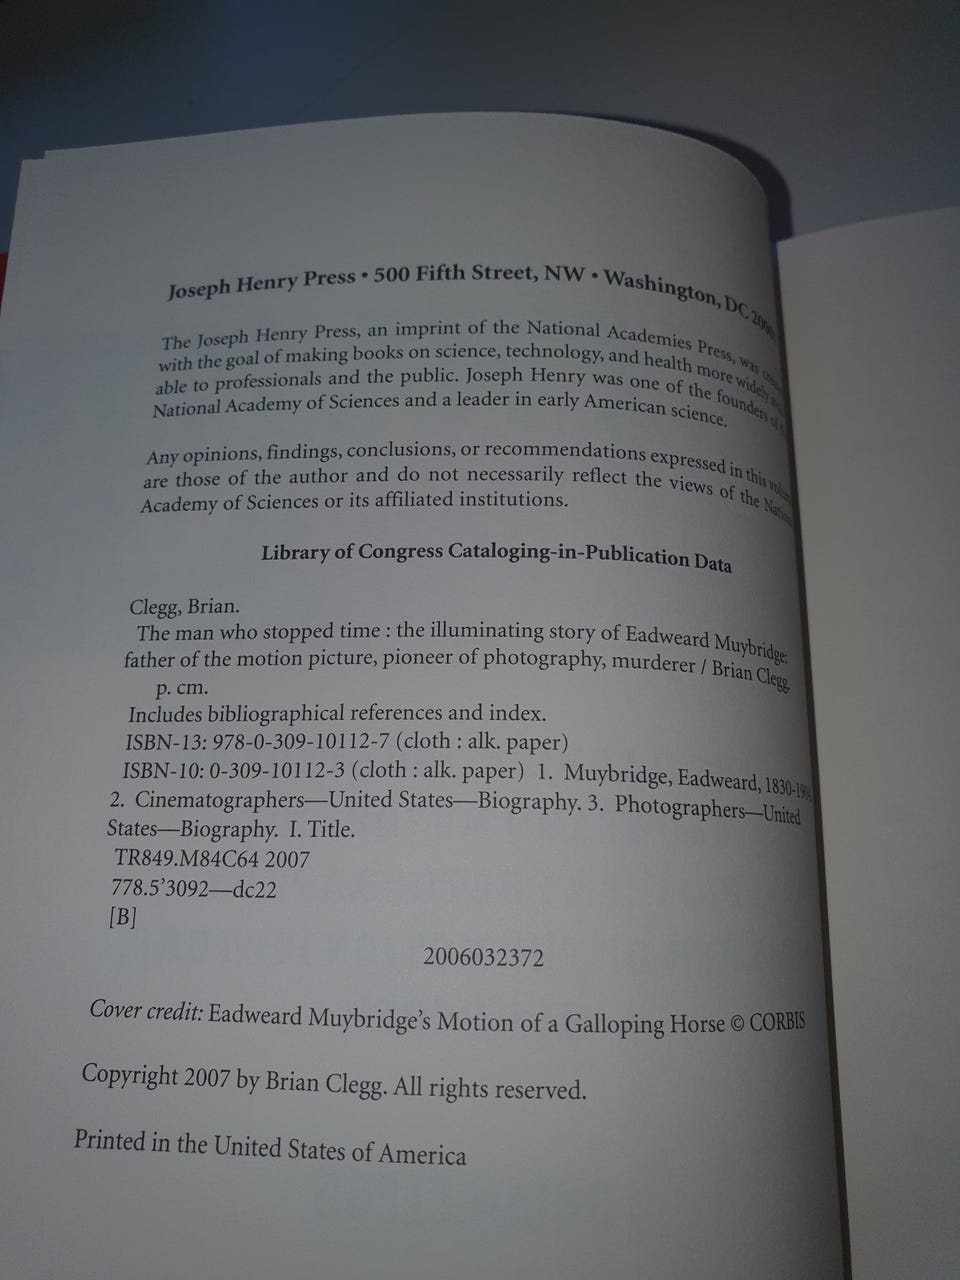 Joseph Henry Press • 500 Fifth Street, NW • Washington, DC
The Joseph Henry Press, an imprint of the National Academies Press, was
with the goal of making books on science, technology, and health more widely
able to professionals and the public. Joseph Henry was one of the founders of
National Academy of Sciences and a leader in early American science.
Any opinions, findings, conclusions, or recommendations expressed in this
are those of the author and do not necessarily reflect the views of the
Academy of Sciences or its affiliated institutions.
Library of Congress Cataloging-in-Publication Data
Clegg, Brian.
The man who stopped time : the illuminating story of Eadweard Muybridge:
father of the motion picture, pioneer of photography, murderer / Brian Clegg.
p. cm.
Includes bibliographical references and index.
ISBN-13: 978-0-309-10112-7 (cloth : alk. paper)
ISBN-10: 0-309-10112-3 (cloth : alk. paper) 1. Muybridge, Eadweard,
2. Cinematographers—United States—Biography. 3. Photographers—United
States—Biography. I. Title.
TR849.M84C64 2007
778.5’3092—dc22
[B]
2006032372
Cover credit: Eadweard Muybridge’s Motion of a Galloping Horse © CORBIS
Copyright 2007 by Brian Clegg. All rights reserved.
Printed in the United States of America